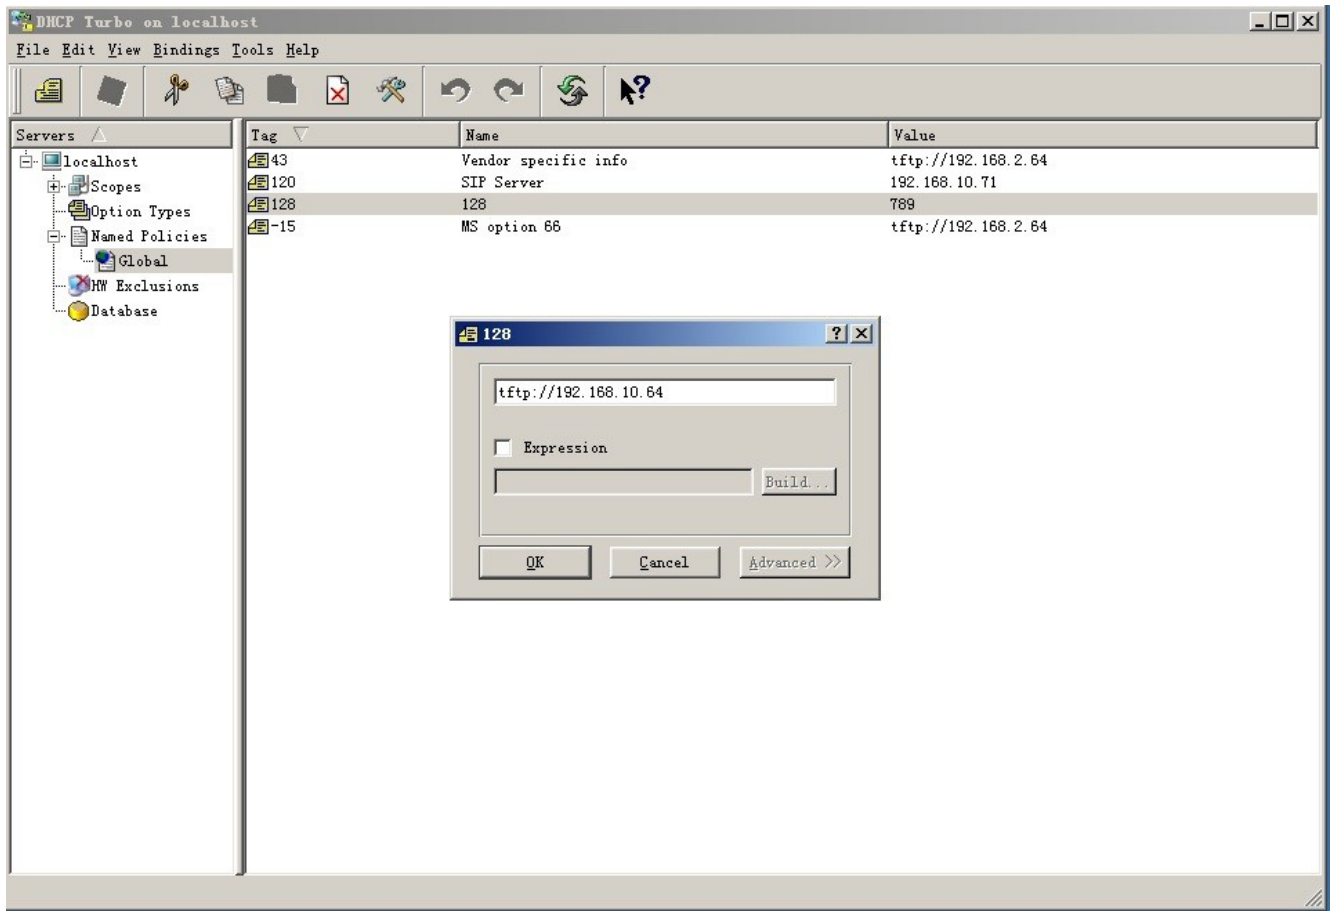 DHCP Turbo on localhost
File Edit View Bindings Tools Help
Servers Tag Name Value
localhost 43 Vendor specific info tftp://192.168.2.64
Scopes 120 SIP Server 192.168.10.71
Option Types 128 128 789
Named Policies -15 MS option 66 tftp://192.168.2.64
Global
HW Exclusions
Database
128
tftp://192.168.10.64
Expression
Build...
OK Cancel Advanced >>